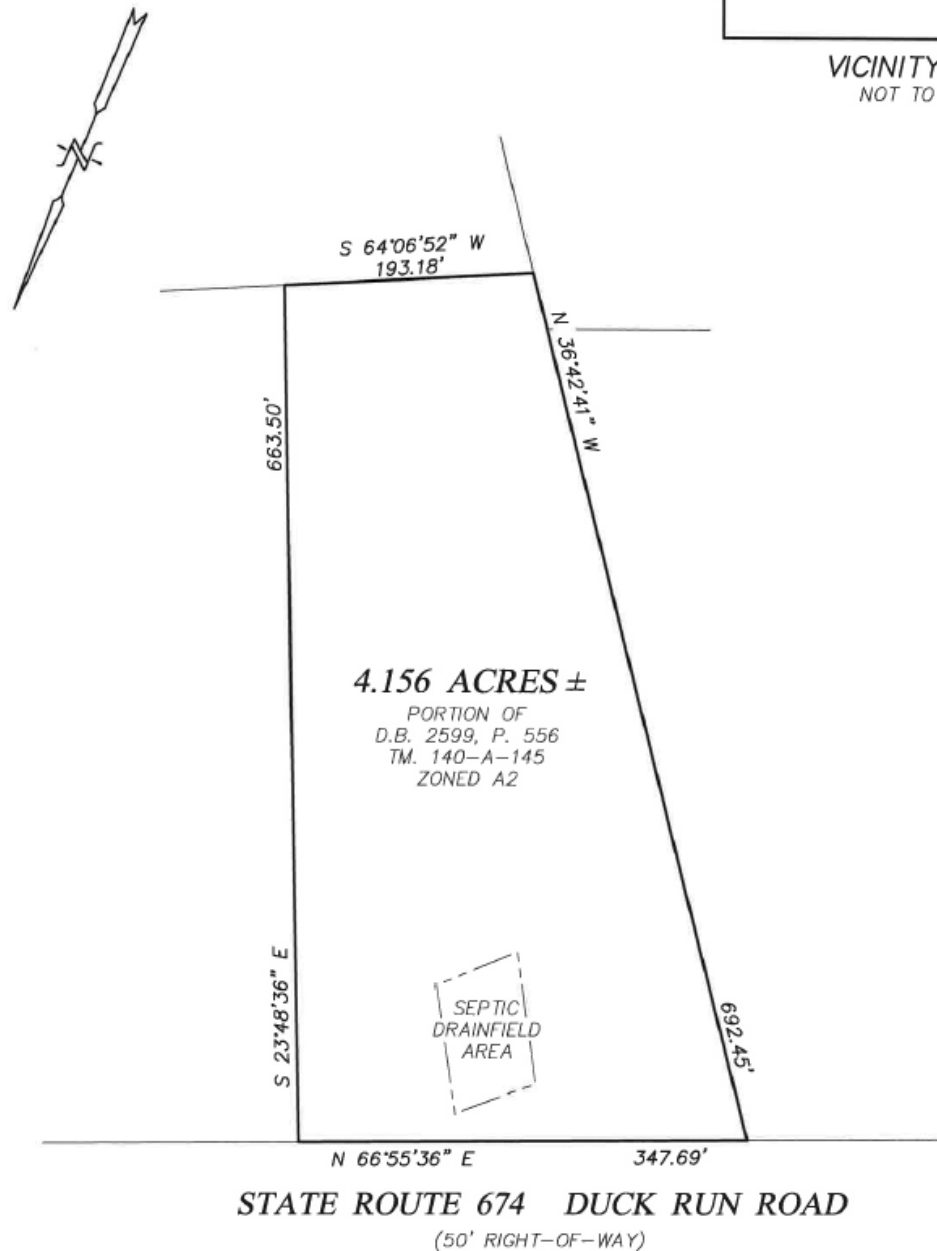 VICINITY
NOT TO
N
S 64°06'52" W
193.18'
N 36°42'41" W
663.50'
4.156 ACRES ±
PORTION OF
D.B. 2599, P. 556
TM. 140-A-145
ZONED A2
S 23°48'36" E
SEPTIC
DRAINFIELD
AREA
692.45'
N 66°55'36" E 347.69'
STATE ROUTE 674 DUCK RUN ROAD
(50' RIGHT-OF-WAY)